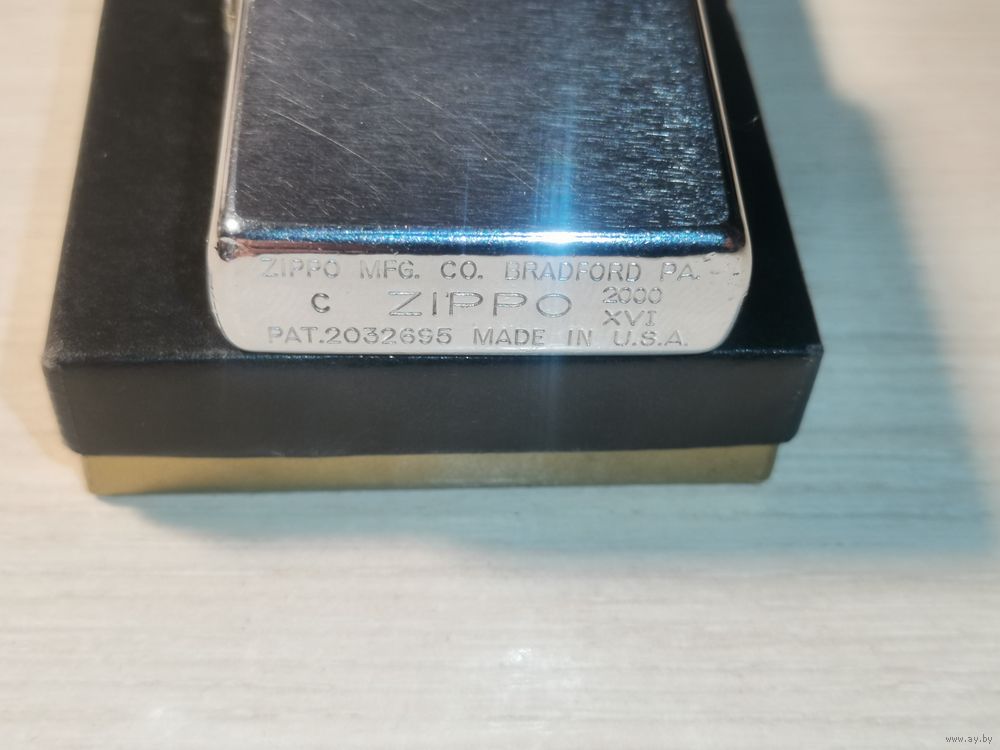 ZIPPO MFG. CO. BRADFORD PA.
C ZIPPO 2000
XVI
PAT.2032695 MADE IN U.S.A.
www.ay.by